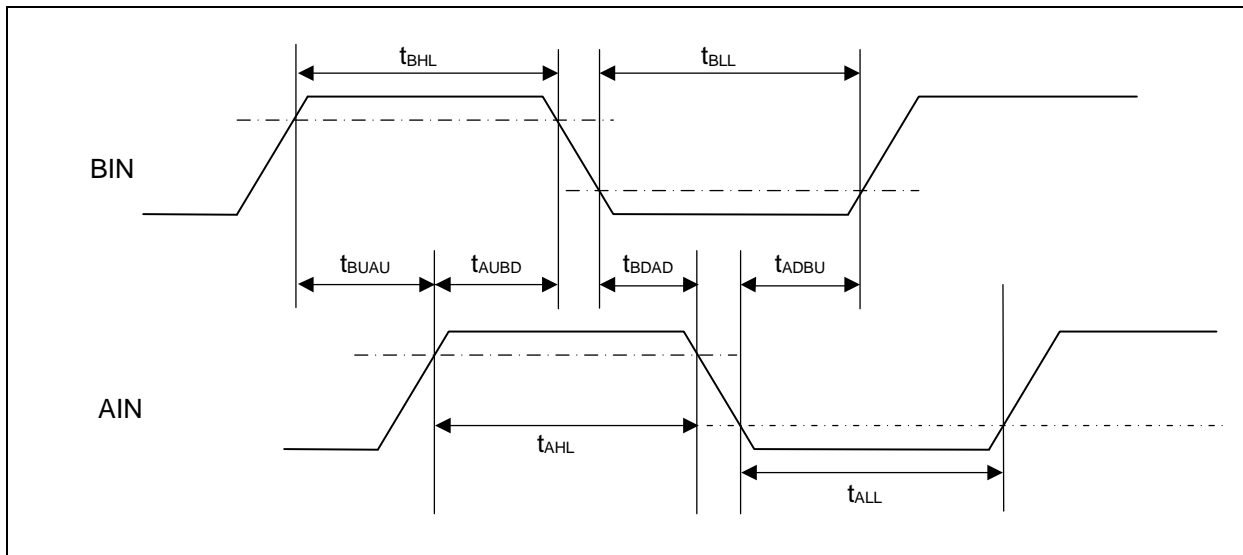 tBHL
tBLL
BIN
tBUAU
tAUBD
tBDAD
tADBU
AIN
tAHL
tALL